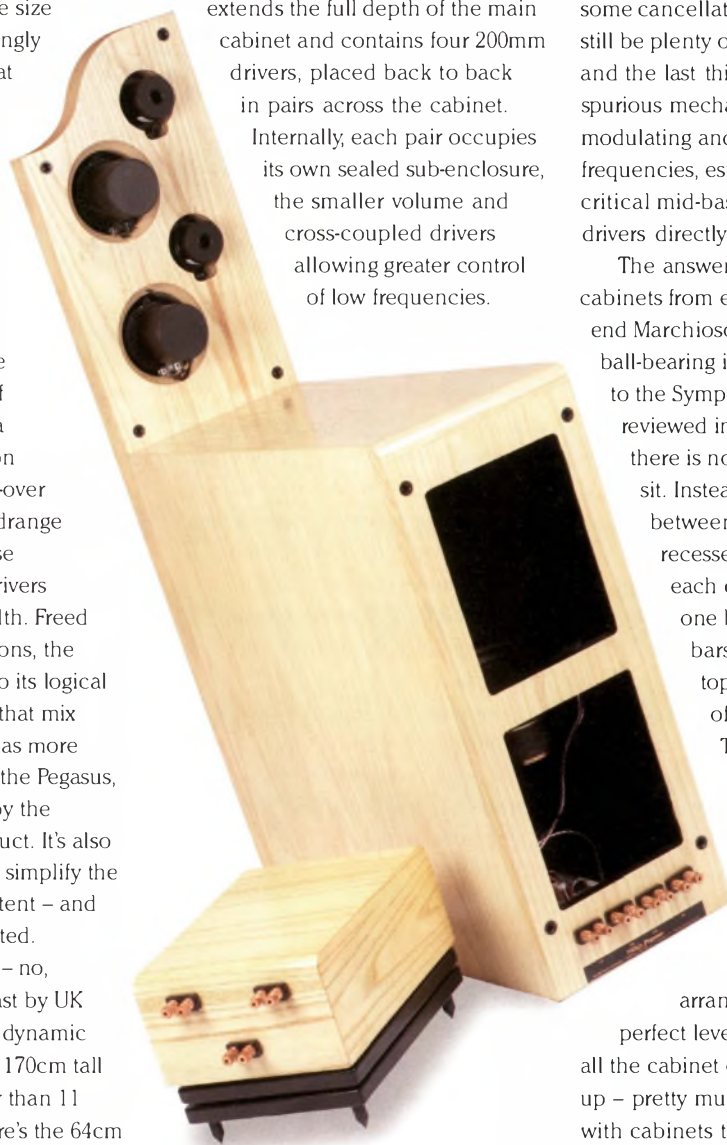 e size
ngly
at
e
f
a
on
-over
drange
se
rivers
lth. Freed
ons, the
o its logical
that mix
as more
the Pegasus,
by the
uct. It's also
simplify the
tent – and
ted.
– no,
ast by UK
dynamic
170cm tall
r than 11
re's the 64cm
extends the full depth of the main
cabinet and contains four 200mm
drivers, placed back to back
in pairs across the cabinet.
Internally, each pair occupies
its own sealed sub-enclosure,
the smaller volume and
cross-coupled drivers
allowing greater control
of low frequencies.
some cancellat
still be plenty o
and the last thi
spurious mecha
modulating and
frequencies, es
critical mid-bas
drivers directly
The answer
cabinets from e
end Marchiosc
ball-bearing i
to the Symp
reviewed in
there is no
sit. Instea
between
recesse
each e
one b
bars
top
of
T
arran
perfect leve
all the cabinet
up – pretty mu
with cabinets t